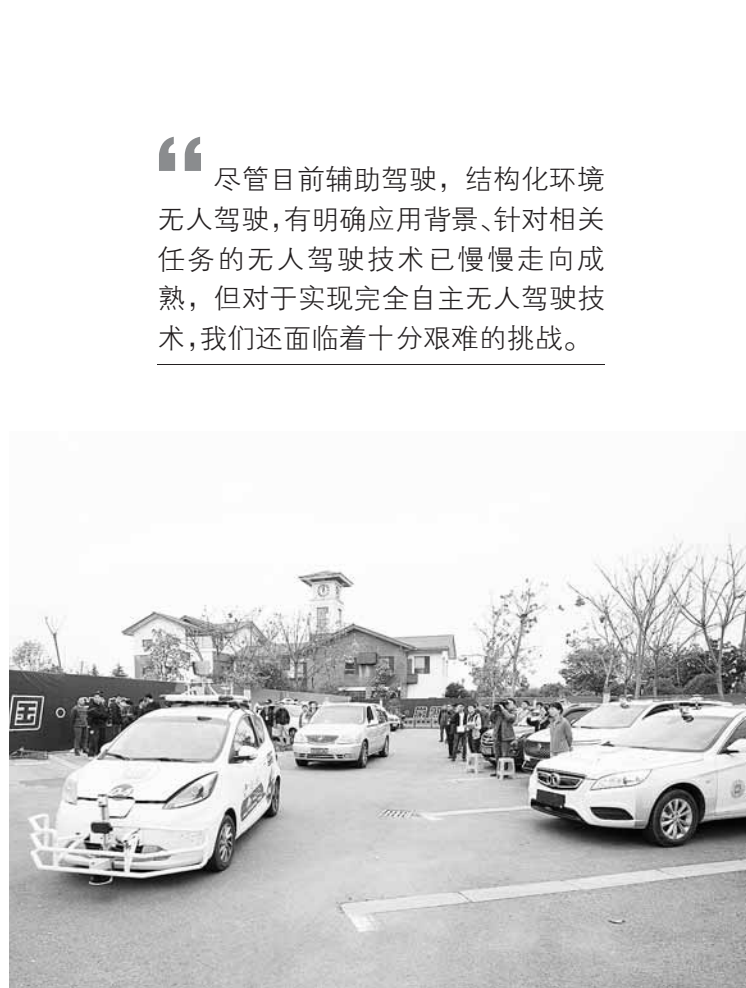 “ 尽管目前辅助驾驶，结构化环境
无人驾驶，有明确应用背景、针对相关
任务的无人驾驶技术已慢慢走向成
熟，但对于实现完全自主无人驾驶技
术，我们还面临着十分艰难的挑战。